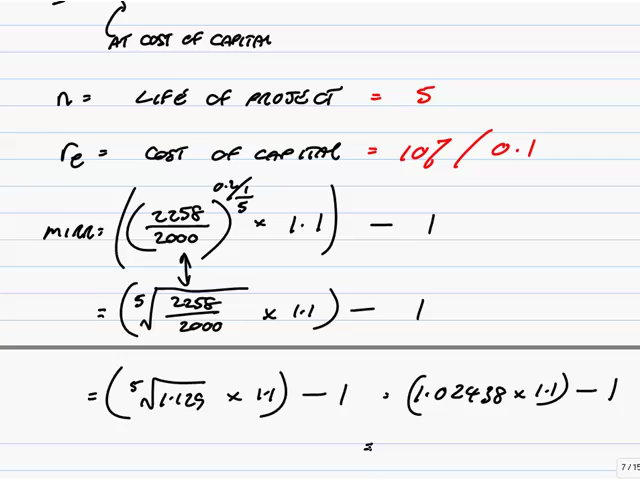 AT COST OF CAPITAL
n = LIFE OF PROJECT = 5
re = COST OF CAPITAL = 10% / 0.1
MIRR = ((2258/2000)^0.2/1/5 × 1.1) − 1
= (5√2258/2000 × 1.1) − 1
= (5√1.129 × 1.1) − 1 = (1.02438 × 1.1) − 1
=
7 / 15